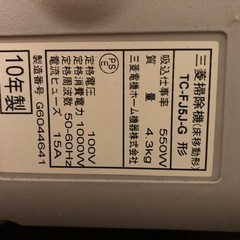 三菱掃除機(床移動形)
TC-FJ5J-G 形
吸込仕事率 550W
質量 4.3kg
三菱電機ホーム機器株式会社
PS
E
定格電圧 100V
定格消費電力 1000W
定格周波数 50-60Hz
電流ヒューズ 15A
製造番号 G6044641
10年製